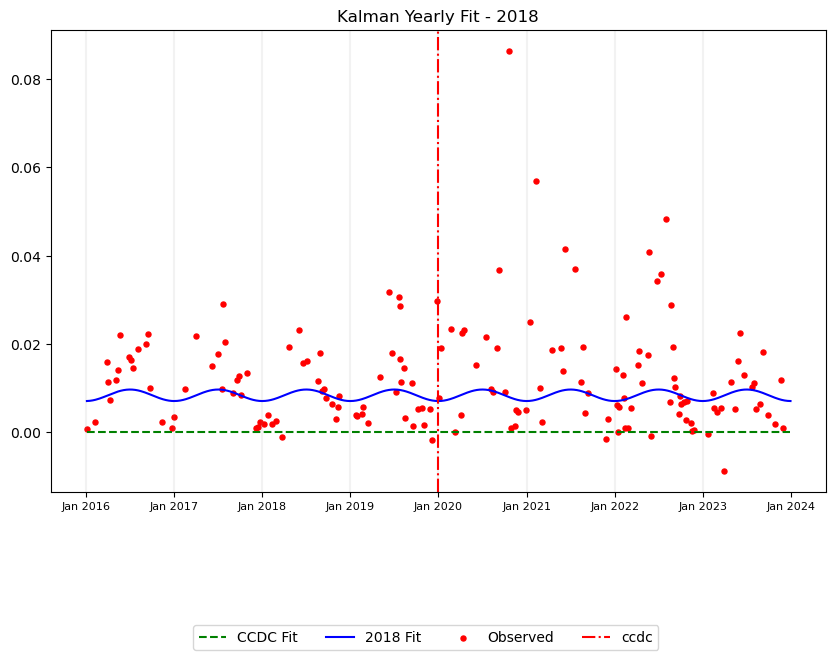 Kalman Yearly Fit - 2018
0.08
0.06
0.04
0.02
0.00
Jan 2016 Jan 2017 Jan 2018 Jan 2019 Jan 2020 Jan 2021 Jan 2022 Jan 2023 Jan 2024
CCDC Fit 2018 Fit Observed ccdc